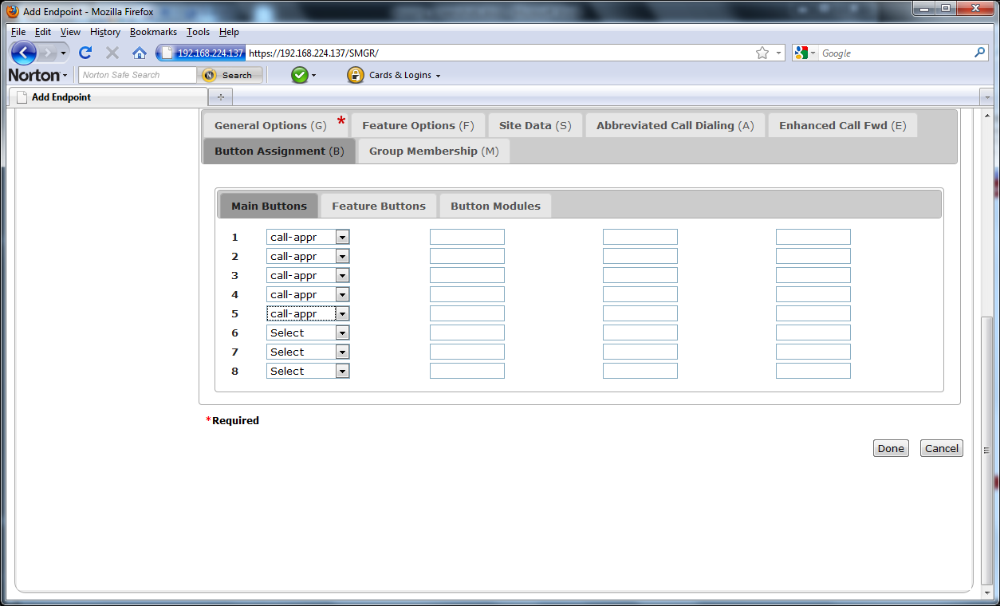 Add Endpoint - Mozilla Firefox
File Edit View History Bookmarks Tools Help
192.168.224.137 https://192.168.224.137/SMGR/ Google
Norton Norton Safe Search Search Cards & Logins
Add Endpoint
General Options (G) * Feature Options (F) Site Data (S) Abbreviated Call Dialing (A) Enhanced Call Fwd (E)
Button Assignment (B) Group Membership (M)
Main Buttons Feature Buttons Button Modules
1 call-appr
2 call-appr
3 call-appr
4 call-appr
5 call-appr
6 Select
7 Select
8 Select
*Required
Done Cancel